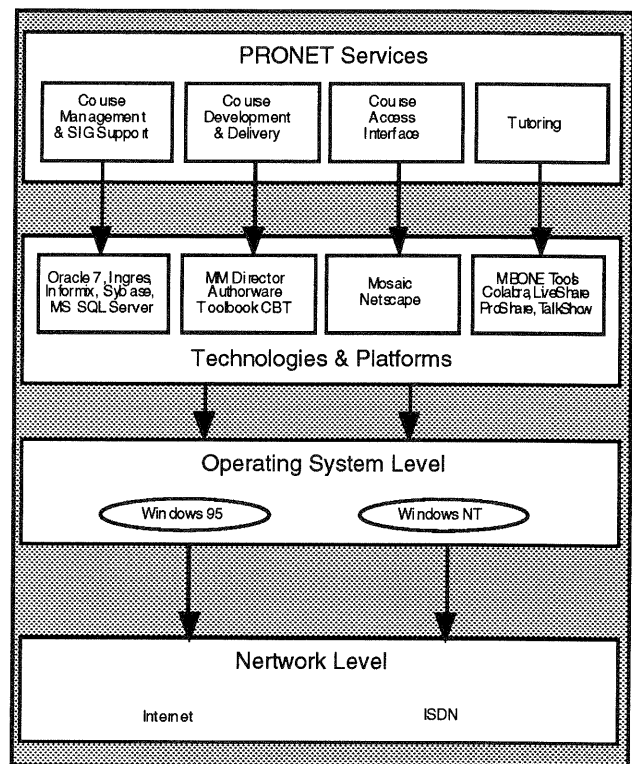 PRONET Services
Course
Management
& SIG Support
Course
Development
& Delivery
Course
Access
Interface
Tutoring
Oracle 7, Ingres,
Informix, Sybase,
MS SQL Server
MM Director
Authorware
Toolbook CBT
Mosaic
Netscape
MBONE Tools
Colabra, LiveShare
ProShare, TalkShow
Technologies & Platforms
Operating System Level
Windows 95
Windows NT
Nertwork Level
Internet
ISDN